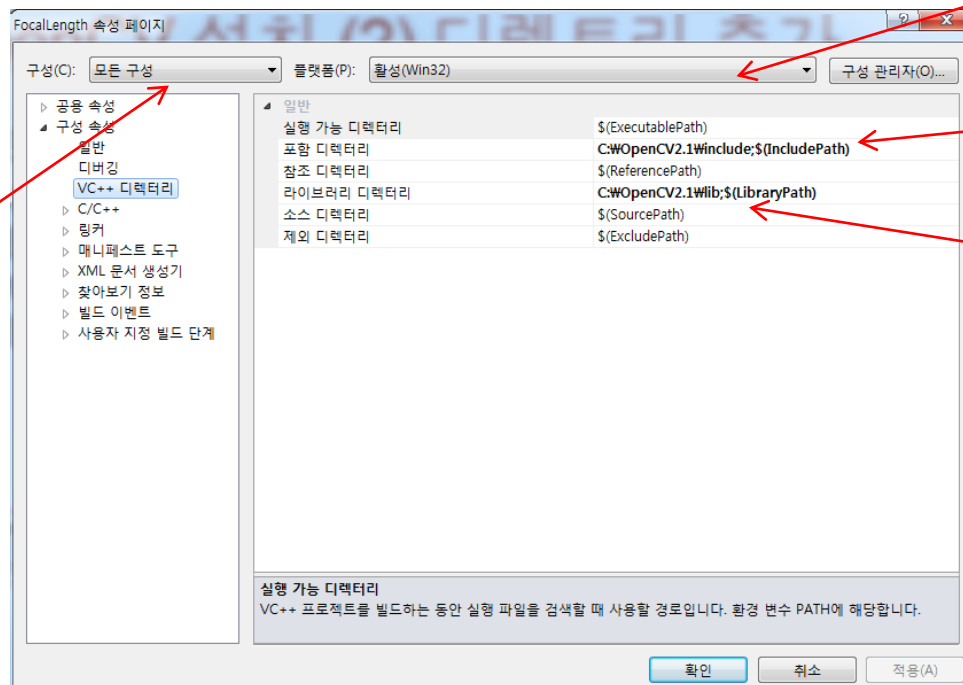 FocalLength 속성 페이지
설치 (2) 디렉토리 추가
구성(C): 모든 구성 플랫폼(P): 활성(Win32) 구성 관리자(O)...
공용 속성
구성 속성
일반
디버깅
VC++ 디렉터리
C/C++
링커
매니페스트 도구
XML 문서 생성기
찾아보기 정보
빌드 이벤트
사용자 지정 빌드 단계
일반
실행 가능 디렉터리 $(ExecutablePath)
포함 디렉터리 C:₩OpenCV2.1₩include;$(IncludePath)
참조 디렉터리 $(ReferencePath)
라이브러리 디렉터리 C:₩OpenCV2.1₩lib;$(LibraryPath)
소스 디렉터리 $(SourcePath)
제외 디렉터리 $(ExcludePath)
실행 가능 디렉터리
VC++ 프로젝트를 빌드하는 동안 실행 파일을 검색할 때 사용할 경로입니다. 환경 변수 PATH에 해당합니다.
확인 취소 적용(A)